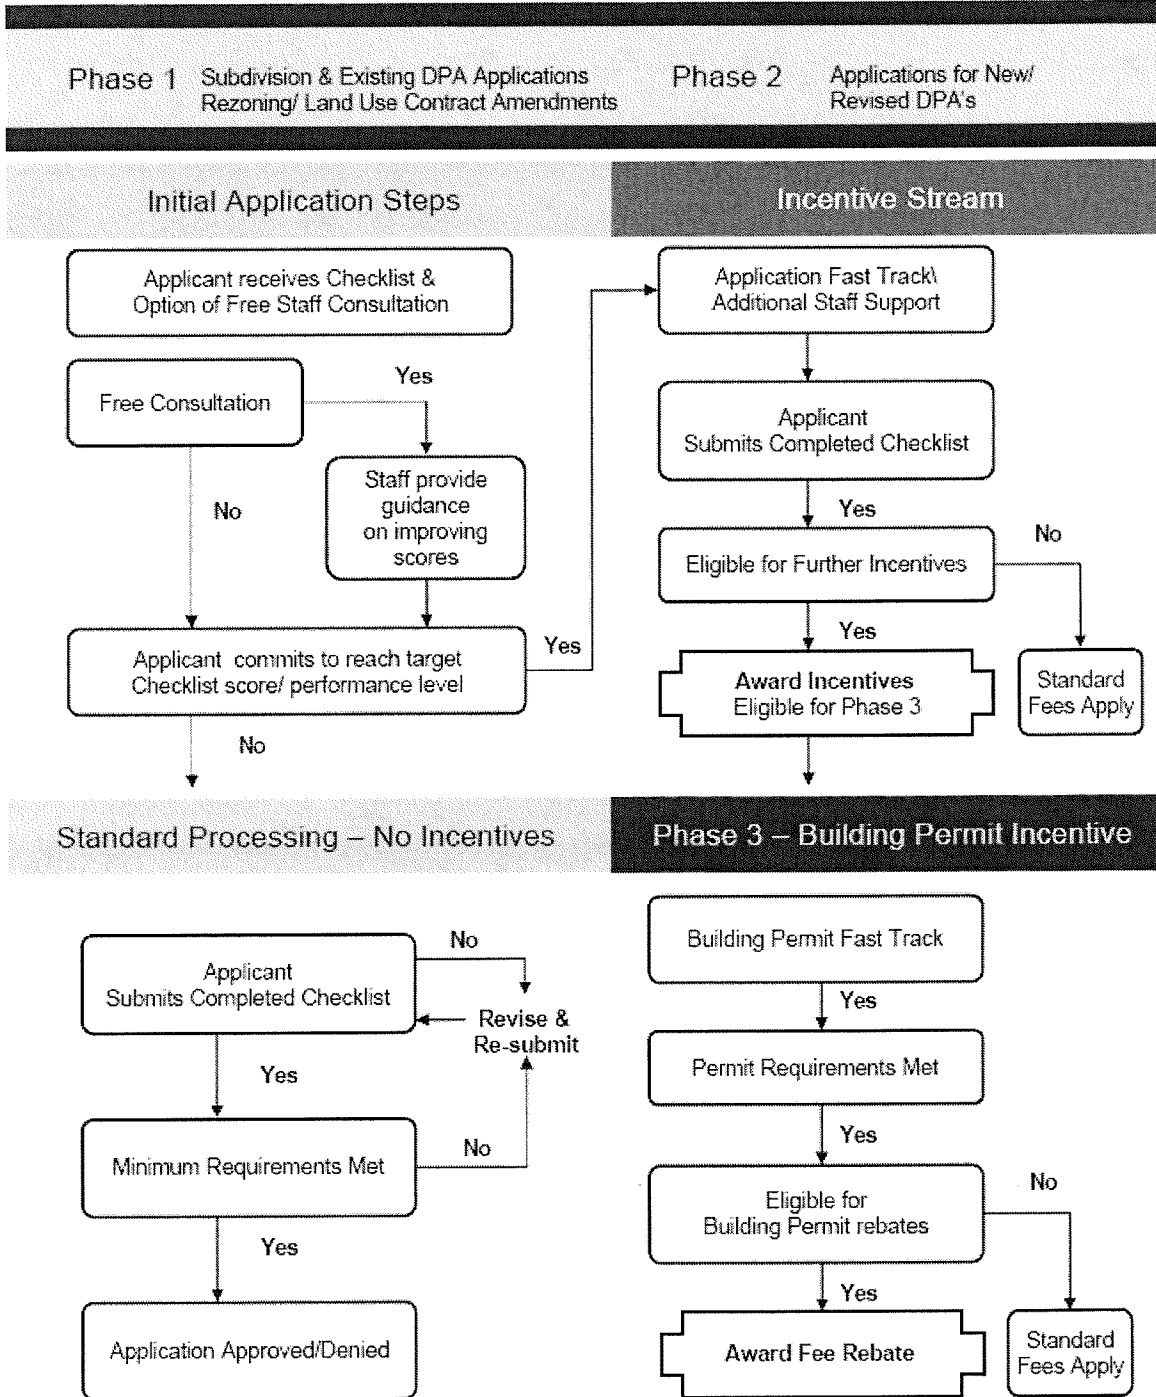 Phase 1
Subdivision & Existing DPA Applications
Rezoning/ Land Use Contract Amendments
Phase 2
Applications for New/
Revised DPA's
Initial Application Steps
Applicant receives Checklist &
Option of Free Staff Consultation
Free Consultation
Yes
Staff provide
guidance
on improving
scores
No
Applicant commits to reach target
Checklist score/ performance level
Yes
No
Incentive Stream
Application Fast Track\
Additional Staff Support
Applicant
Submits Completed Checklist
Yes
Eligible for Further Incentives
No
Yes
Award Incentives
Eligible for Phase 3
Standard
Fees Apply
Standard Processing – No Incentives
Applicant
Submits Completed Checklist
No
Revise &
Re-submit
Yes
Minimum Requirements Met
No
Yes
Application Approved/Denied
Phase 3 – Building Permit Incentive
Building Permit Fast Track
Yes
Permit Requirements Met
Yes
Eligible for
Building Permit rebates
No
Yes
Award Fee Rebate
Standard
Fees Apply